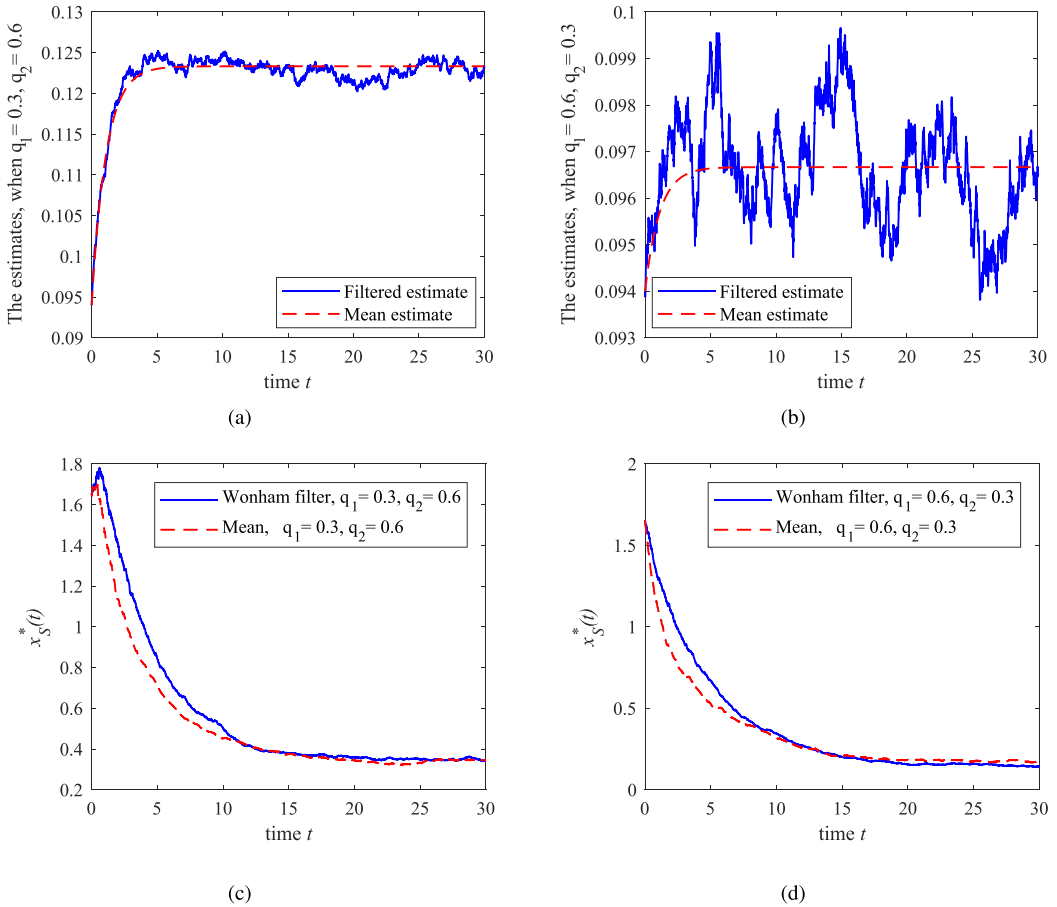 The estimates, when q1= 0.3, q2= 0.6
0.13
0.125
0.12
0.115
0.11
0.105
0.1
0.095
0.09
0 5 10 15 20 25 30
time t
Filtered estimate
Mean estimate
(a)
The estimates, when q1= 0.6, q2= 0.3
0.1
0.099
0.098
0.097
0.096
0.095
0.094
0.093
0 5 10 15 20 25 30
time t
Filtered estimate
Mean estimate
(b)
x*S(t)
1.8
1.6
1.4
1.2
1
0.8
0.6
0.4
0.2
0 5 10 15 20 25 30
time t
Wonham filter, q1= 0.3, q2= 0.6
Mean, q1= 0.3, q2= 0.6
(c)
x*S(t)
2
1.5
1
0.5
0
0 5 10 15 20 25 30
time t
Wonham filter, q1= 0.6, q2= 0.3
Mean, q1= 0.6, q2= 0.3
(d)